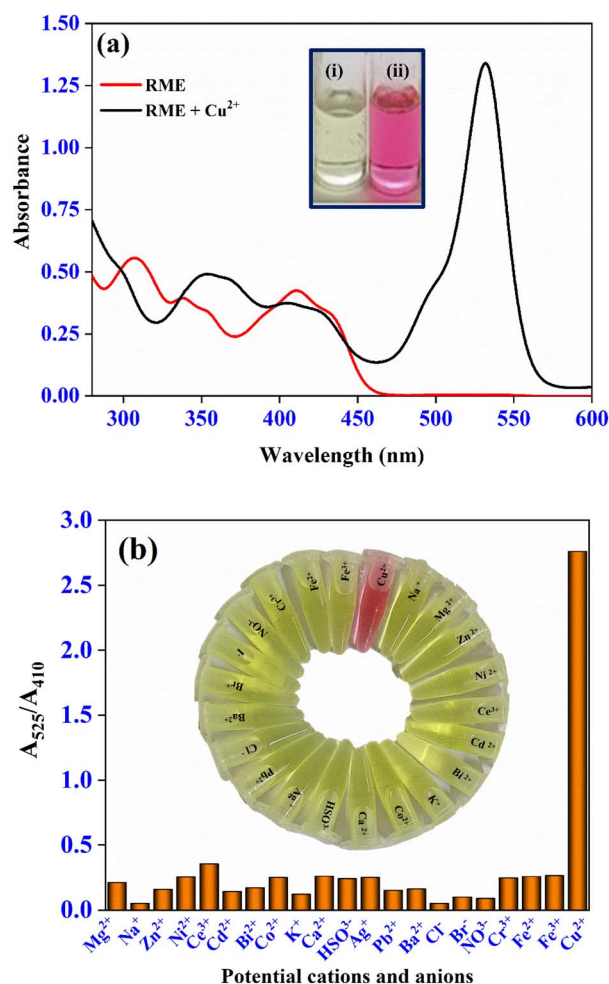 (a)
1.50
1.25
1.00
0.75
0.50
0.25
0.00
Absorbance
RME
RME + Cu²⁺
(i) (ii)
300 350 400 450 500 550 600
Wavelength (nm)
(b)
3.0
2.5
2.0
1.5
1.0
0.5
0.0
A₅₂₅/A₄₁₀
Cu²⁺
Na⁺
Mg²⁺
Zn²⁺
Ni²⁺
Ce³⁺
Cd²⁺
Bi²⁺
K⁺
Co²⁺
Ca²⁺
HSO³⁻
Ag⁺
Pb²⁺
Cl⁻
Ba²⁺
Br⁻
I⁻
NO³⁻
Cr³⁺
Fe²⁺
Fe³⁺
Mg²⁺ Na⁺ Zn²⁺ Ni²⁺ Ce³⁺ Cd²⁺ Bi²⁺ Co²⁺ K⁺ Ca²⁺ HSO³⁻ Ag⁺ Pb²⁺ Ba²⁺ Cl⁻ Br⁻ NO³⁻ Cr³⁺ Fe²⁺ Fe³⁺ Cu²⁺
Potential cations and anions